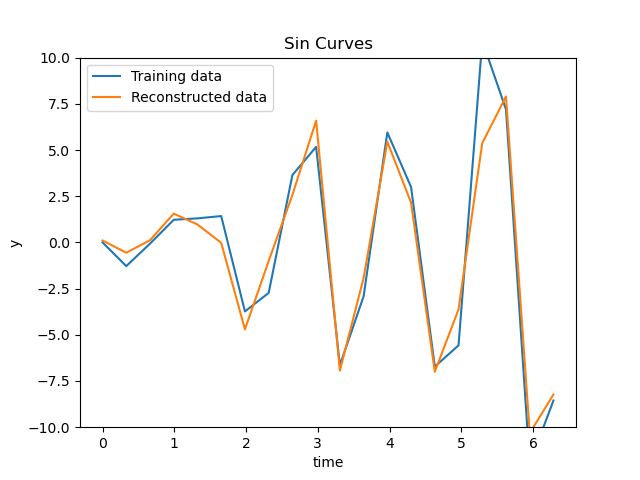 Sin Curves
Training data
Reconstructed data
10.0
7.5
5.0
2.5
0.0
−2.5
−5.0
−7.5
−10.0
y
0 1 2 3 4 5 6
time